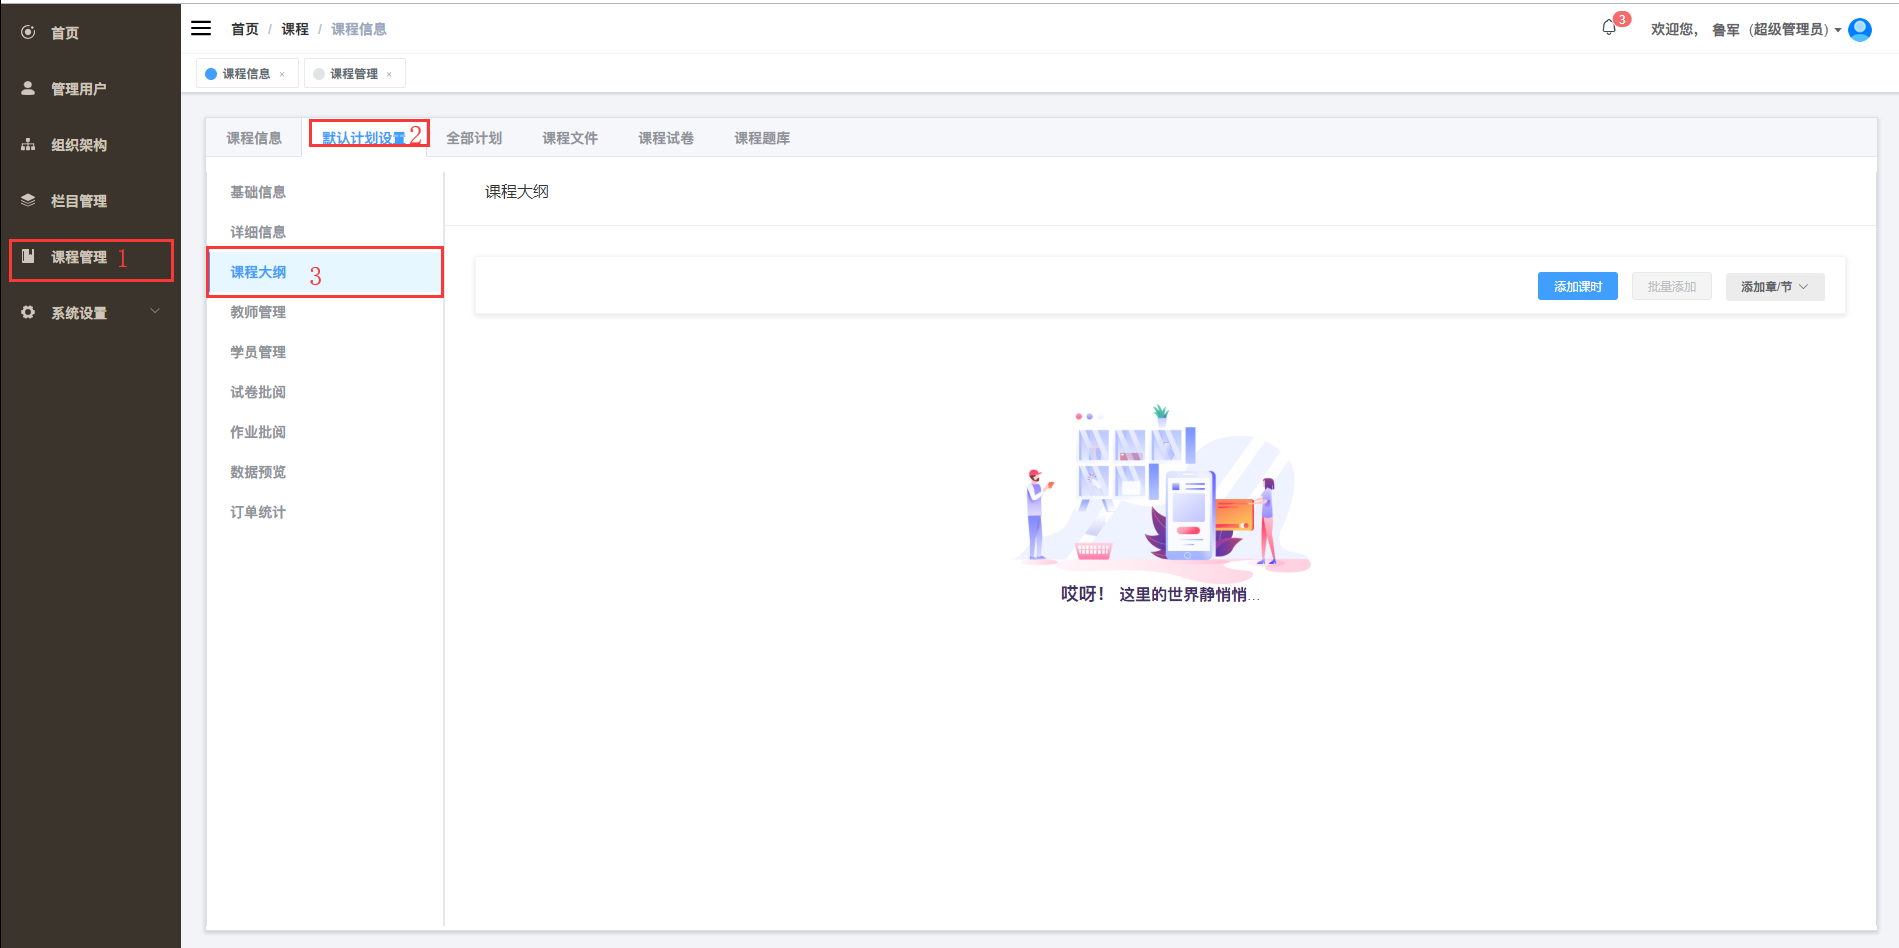 首页
管理用户
组织架构
栏目管理
课程管理 1
系统设置
首页 / 课程 / 课程信息
3
欢迎您， 鲁军（超级管理员）
课程信息 × 课程管理 ×
课程信息 默认计划设置 2 全部计划 课程文件 课程试卷 课程题库
基础信息
详细信息
课程大纲 3
教师管理
学员管理
试卷批阅
作业批阅
数据预览
订单统计
课程大纲
添加课时 批量添加 添加章/节
哎呀！ 这里的世界静悄悄...